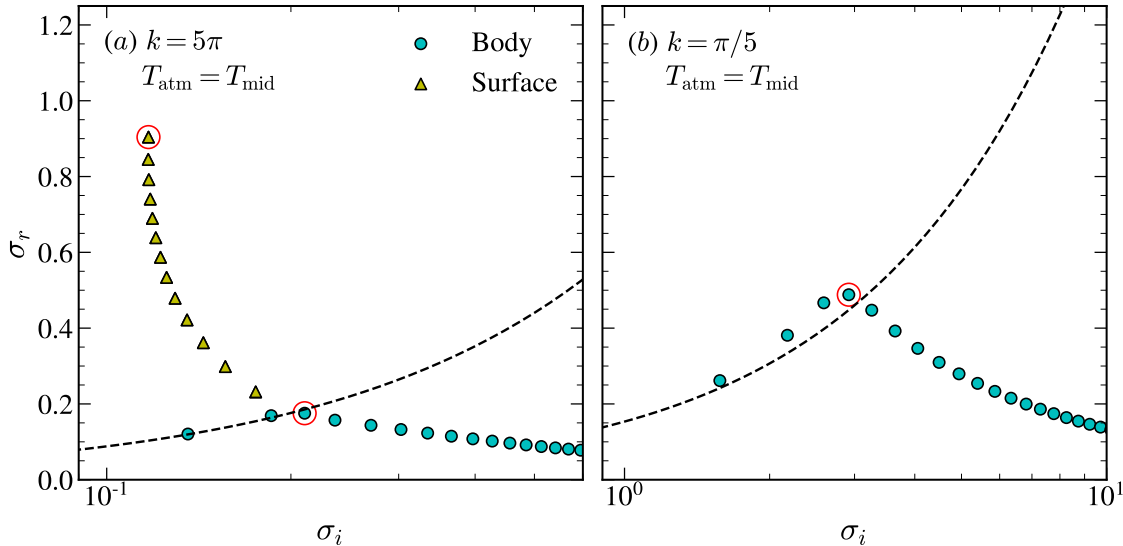 (a) k = 5π
T_atm = T_mid
Body
Surface
(b) k = π/5
T_atm = T_mid
1.2
1.0
0.8
0.6
0.4
0.2
0.0
σ_r
10^-1
10^0
10^1
σ_i
σ_i